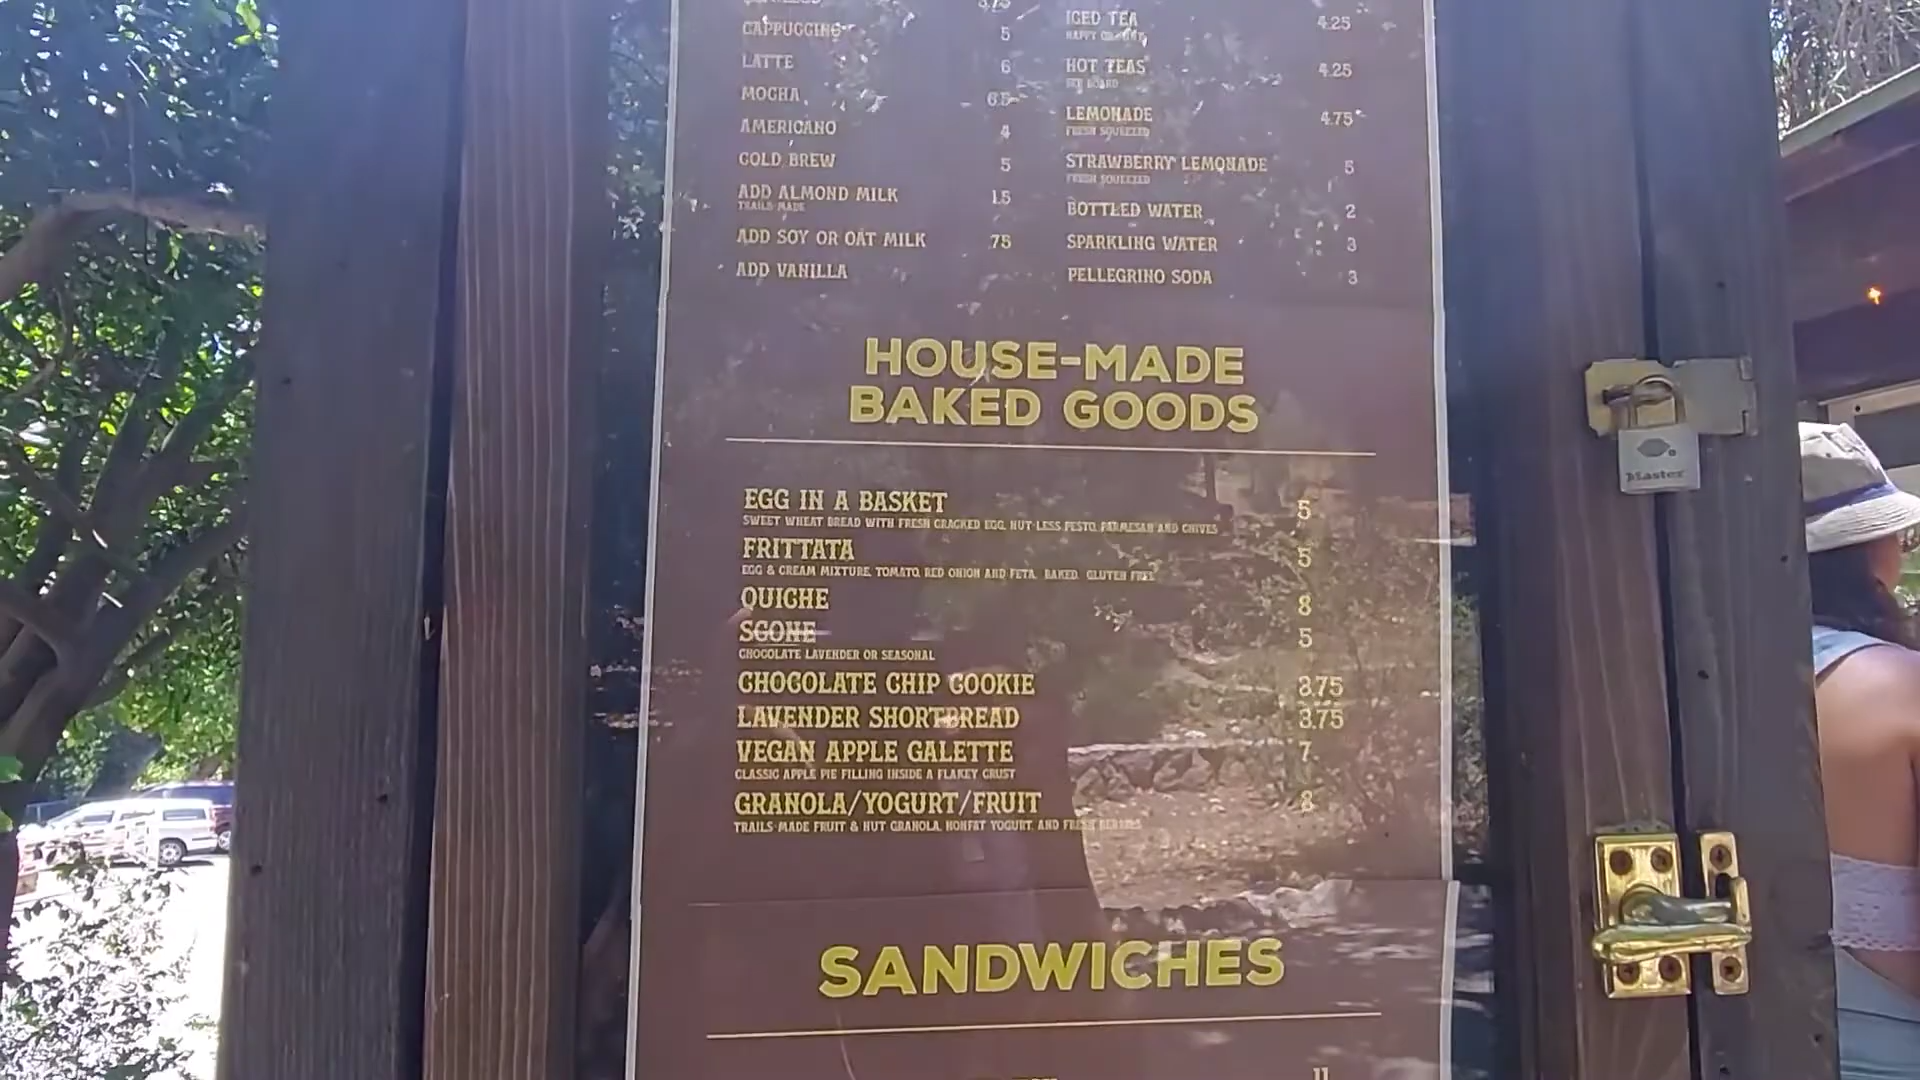 CAPPUCCINO 5
LATTE 6
MOCHA 6.5
AMERICANO 4
COLD BREW 5
ADD ALMOND MILK 1.5
TRAILS-MADE
ADD SOY OR OAT MILK .75
ADD VANILLA
ICED TEA 4.25
HOT TEAS 4.25
SEE BOARD
LEMONADE 4.75
FRESH SQUEEZED
STRAWBERRY LEMONADE 5
FRESH SQUEEZED
BOTTLED WATER 2
SPARKLING WATER 3
PELLEGRINO SODA 3
HOUSE-MADE
BAKED GOODS
EGG IN A BASKET 5
SWEET WHEAT BREAD WITH FRESH CRACKED EGG, NUT-LESS PESTO, PARMESAN AND CHIVES
FRITTATA 5
EGG & CREAM MIXTURE, TOMATO, RED ONION AND FETA, BAKED. GLUTEN FREE
QUICHE 8
SCONE 5
CHOCOLATE LAVENDER OR SEASONAL
CHOCOLATE CHIP COOKIE 3.75
LAVENDER SHORTBREAD 3.75
VEGAN APPLE GALETTE 7
CLASSIC APPLE PIE FILLING INSIDE A FLAKEY CRUST
GRANOLA/YOGURT/FRUIT 8
TRAILS-MADE FRUIT & NUT GRANOLA, NONFAT YOGURT, AND FRESH BERRIES
SANDWICHES
11
Master